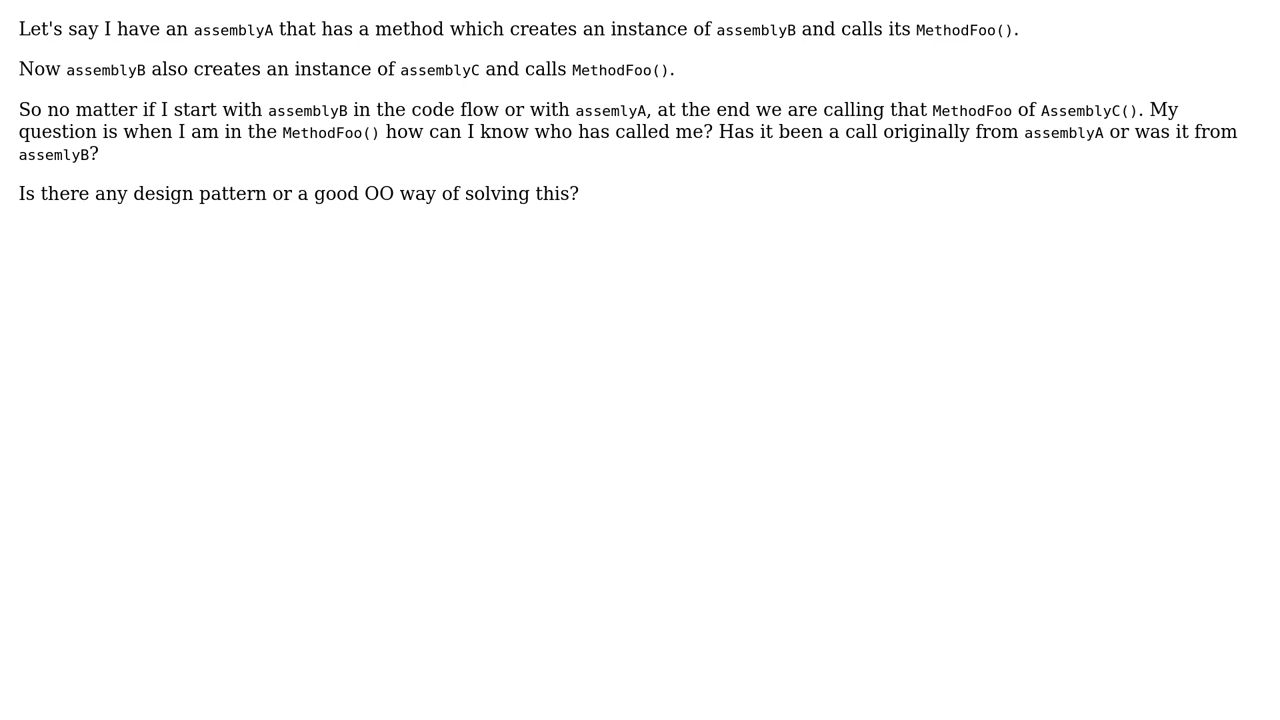 Let's say I have an assemblyA that has a method which creates an instance of assemblyB and calls its MethodFoo().
Now assemblyB also creates an instance of assemblyC and calls MethodFoo().
So no matter if I start with assemblyB in the code flow or with assemlyA, at the end we are calling that MethodFoo of AssemblyC(). My
question is when I am in the MethodFoo() how can I know who has called me? Has it been a call originally from assemblyA or was it from
assemlyB?
Is there any design pattern or a good OO way of solving this?